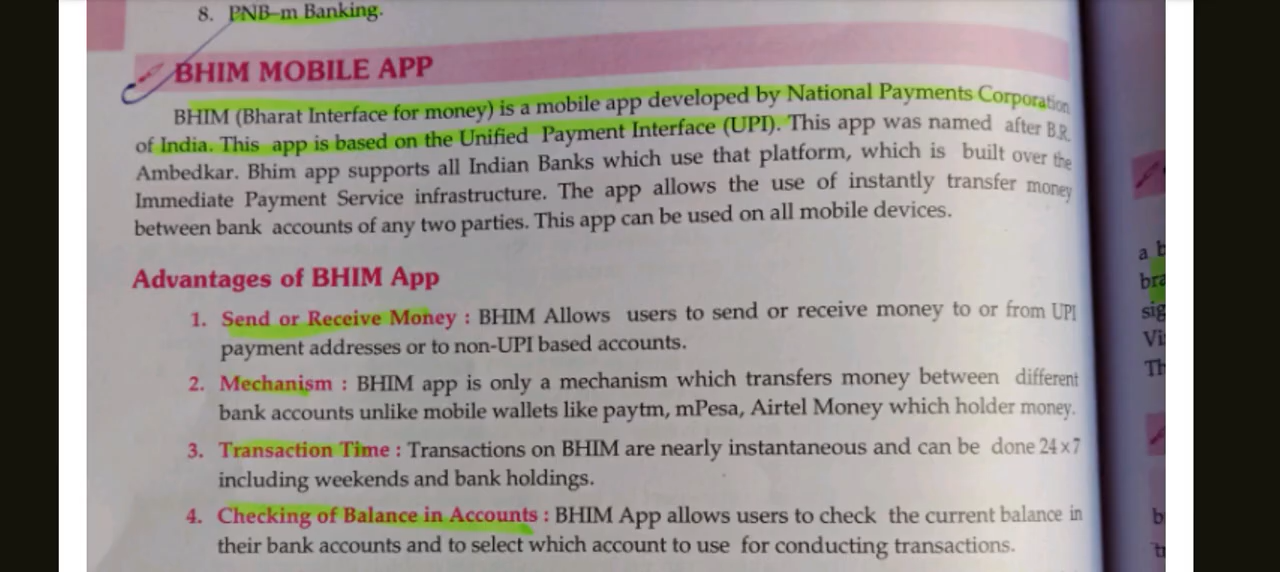 8. PNB-m Banking.
BHIM MOBILE APP
BHIM (Bharat Interface for money) is a mobile app developed by National Payments Corporation
of India. This app is based on the Unified Payment Interface (UPI). This app was named after B.R.
Ambedkar. Bhim app supports all Indian Banks which use that platform, which is built over the
Immediate Payment Service infrastructure. The app allows the use of instantly transfer money
between bank accounts of any two parties. This app can be used on all mobile devices.
Advantages of BHIM App
1. Send or Receive Money : BHIM Allows users to send or receive money to or from UPI
payment addresses or to non-UPI based accounts.
2. Mechanism : BHIM app is only a mechanism which transfers money between different
bank accounts unlike mobile wallets like paytm, mPesa, Airtel Money which holder money.
3. Transaction Time : Transactions on BHIM are nearly instantaneous and can be done 24x7
including weekends and bank holdings.
4. Checking of Balance in Accounts : BHIM App allows users to check the current balance in
their bank accounts and to select which account to use for conducting transactions.
a